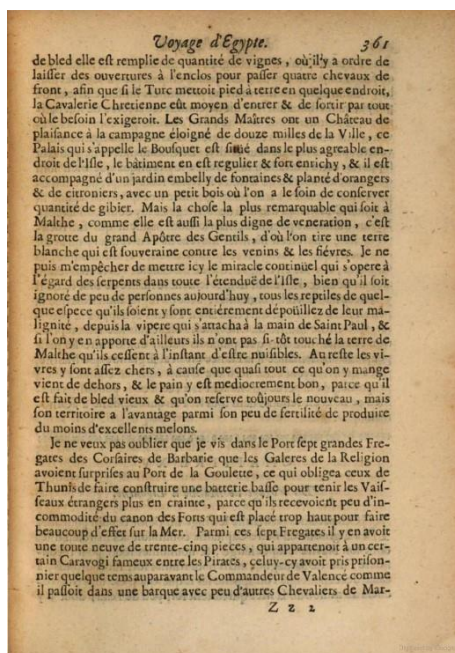 Voyage d'Egypte. 361
de bled elle est remplie de quantité de vignes, où il y a ordre de
laisser des ouvertures à l'enclos pour passer quatre chevaux de
front, afin que si le Turc mettoit pied à terre en quelque endroit,
la Cavalerie Chretienne eût moyen d'entrer & de sortir par tout
où le besoin l'exigeroit. Les Grands Maîtres ont un Château de
plaisance à la campagne éloigné de douze milles de la Ville, ce
Palais qui s'appelle le Bousquet est situé dans le plus agreable en-
droit de l'Isle, le bâtiment en est regulier & fort enrichy, & il est
accompagné d'un jardin embelly de fontaines & planté d'orangers
& de citroniers, avec un petit bois où l'on a le soin de conserver
quantité de gibier. Mais la chose la plus remarquable qui soit à
Malthe, comme elle est aussi la plus digne de veneration, c'est
la grotte du grand Apôtre des Gentils, d'où l'on tire une terre
blanche qui est souveraine contre les venins & les fiévres. Je ne
puis m'empêcher de mettre icy le miracle continuel qui s'opere à
l'égard des serpents dans toute l'étenduë de l'Isle, bien qu'il soit
ignoré de peu de personnes aujourd'huy, tous les reptiles de quel-
que espece qu'ils soient y sont entiérement dépoüillez de leur ma-
lignité, depuis la vipere qui s'attacha à la main de Saint Paul, &
si l'on y en apporte d'ailleurs ils n'ont pas si-tôt touché la terre de
Malthe qu'ils cessent à l'instant d'estre nuisibles. Au reste les vi-
vres y sont assez chers, à cause que quasi tout ce qu'on y mange
vient de dehors, & le pain y est mediocrement bon, parce qu'il
est fait de bled vieux & qu'on reserve toûjours le nouveau, mais
son territoire a l'avantage parmi son peu de fertilité de produire
du moins d'excellents melons.
Je ne veux pas oublier que je vis dans le Port sept grandes Fre-
gates des Corsaires de Barbarie que les Galeres de la Religion
avoient surprises au Port de la Goulette, ce qui obligea ceux de
Thunis de faire construire une batterie basse pour tenir les Vais-
seaux étrangers plus en crainte, parce qu'ils recevoient peu d'in-
commodité du canon des Forts qui est placé trop haut pour faire
beaucoup d'effet sur la Mer. Parmi ces sept Fregates il y en avoit
une toute neuve de trente-cinq pieces, qui appartenoit à un cer-
tain Caravogi fameux entre les Pirates, celuy-cy avoit pris prison-
nier quelque tems auparavant le Commandeur de Valence comme
il passoit dans une barque avec peu d'autres Chevaliers de Mar-
Z z 2